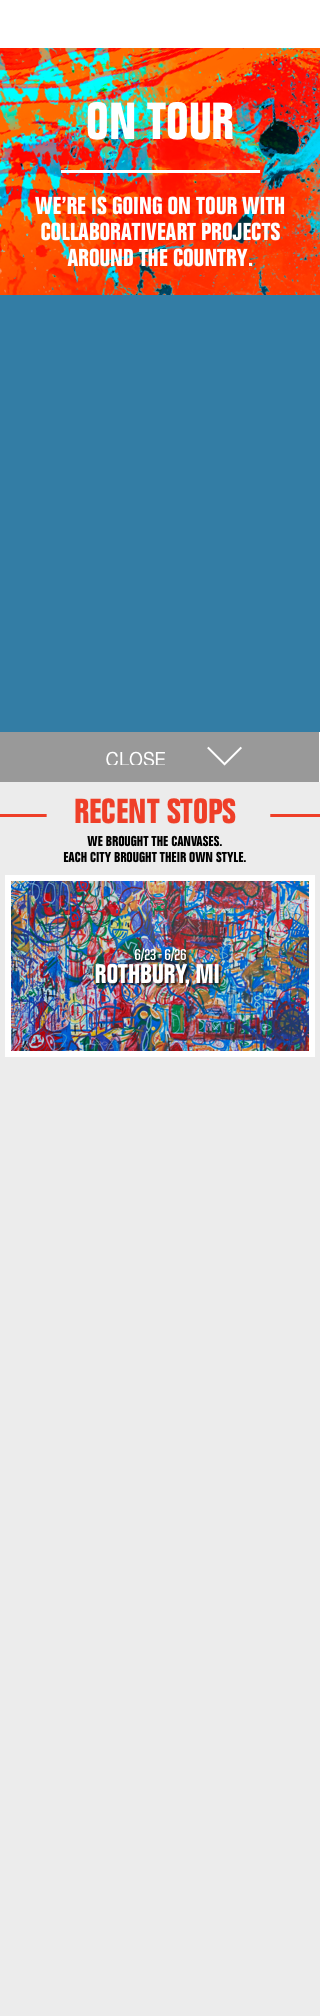 ON TOUR
WE'RE IS GOING ON TOUR WITH
COLLABORATIVEART PROJECTS
AROUND THE COUNTRY.
CLOSE
RECENT STOPS
WE BROUGHT THE CANVASES.
EACH CITY BROUGHT THEIR OWN STYLE.
6/23 - 6/26
ROTHBURY, MI